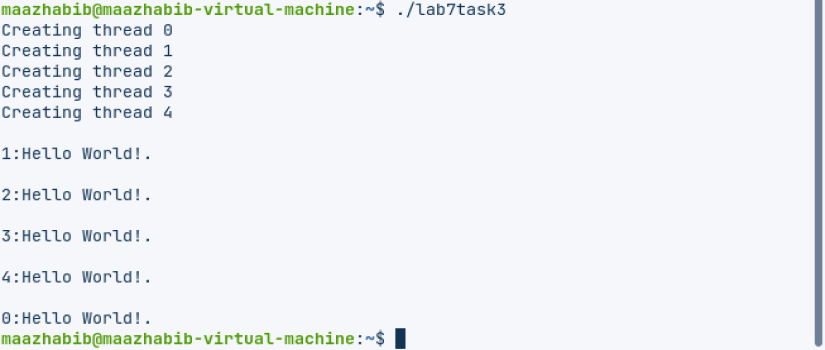 maazhabib@maazhabib-virtual-machine:~$ ./lab7task3
Creating thread 0
Creating thread 1
Creating thread 2
Creating thread 3
Creating thread 4
1:Hello World!.
2:Hello World!.
3:Hello World!.
4:Hello World!.
0:Hello World!.
maazhabib@maazhabib-virtual-machine:~$